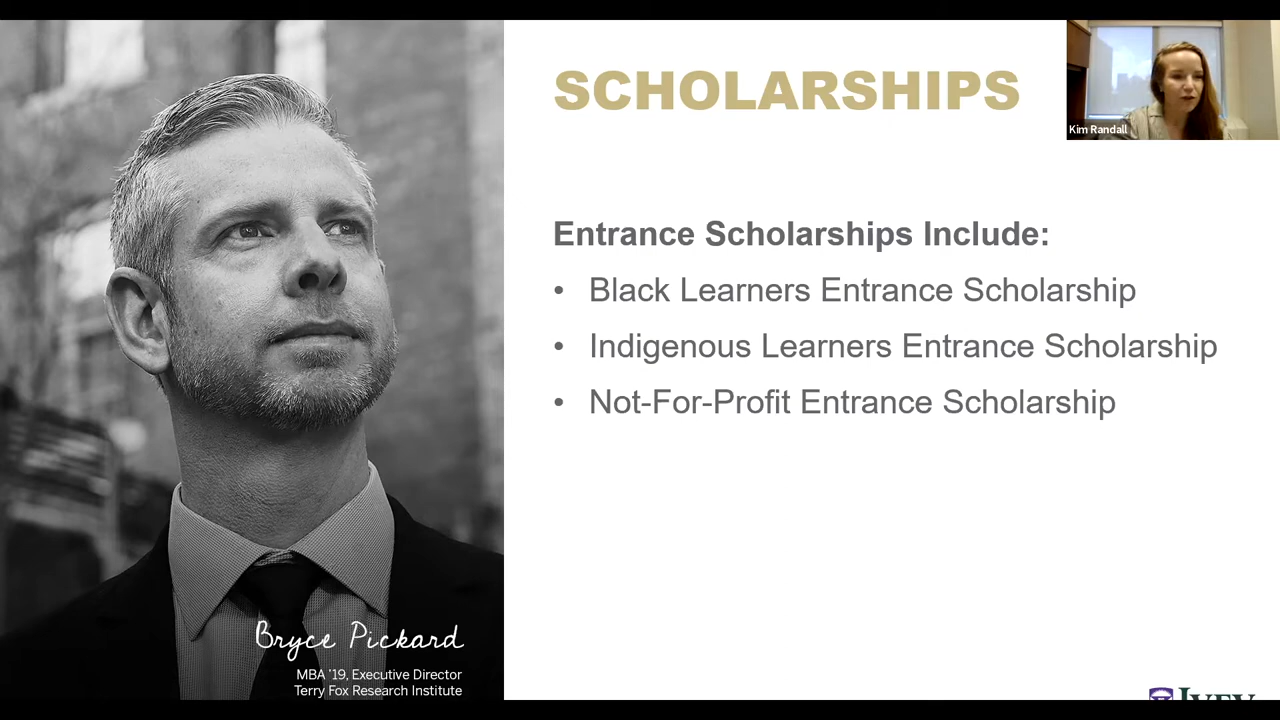 SCHOLARSHIPS
Kim Randall
Entrance Scholarships Include:
• Black Learners Entrance Scholarship
• Indigenous Learners Entrance Scholarship
• Not-For-Profit Entrance Scholarship
Bryce Pickard
MBA '19, Executive Director
Terry Fox Research Institute
IVEY